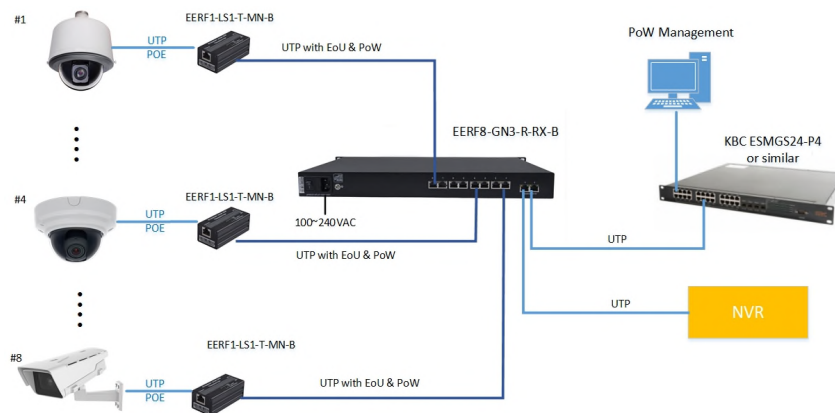 #1
EERF1-LS1-T-MN-B
UTP
POE
UTP with EoU & PoW
PoW Management
EERF8-GN3-R-RX-B
KBC ESMGS24-P4
or similar
#4
EERF1-LS1-T-MN-B
UTP
POE
100~240VAC
UTP with EoU & PoW
UTP
UTP
NVR
#8
EERF1-LS1-T-MN-B
UTP
POE
UTP with EoU & PoW